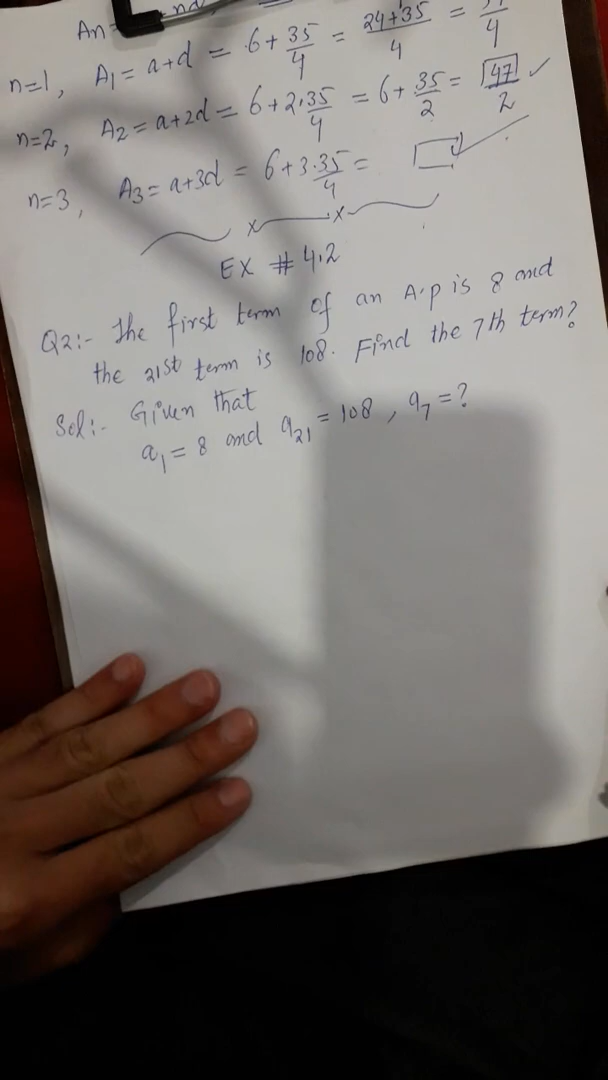 An=
n=1, A₁ = a+d = 6+ 35/4 = 24+35/4 = /4
n=2, A₂ = a+2d = 6+2·35/4 = 6+ 35/2 = 47/2 ✓
n=3, A₃ = a+3d = 6+3·35/4 =
x x
EX # 4.2
Q2:- The first term of an A.p is 8 and
the 21st term is 108. Find the 7th term?
Sol:- Given that
a₁ = 8 and a₂₁ = 108 , a₇ = ?